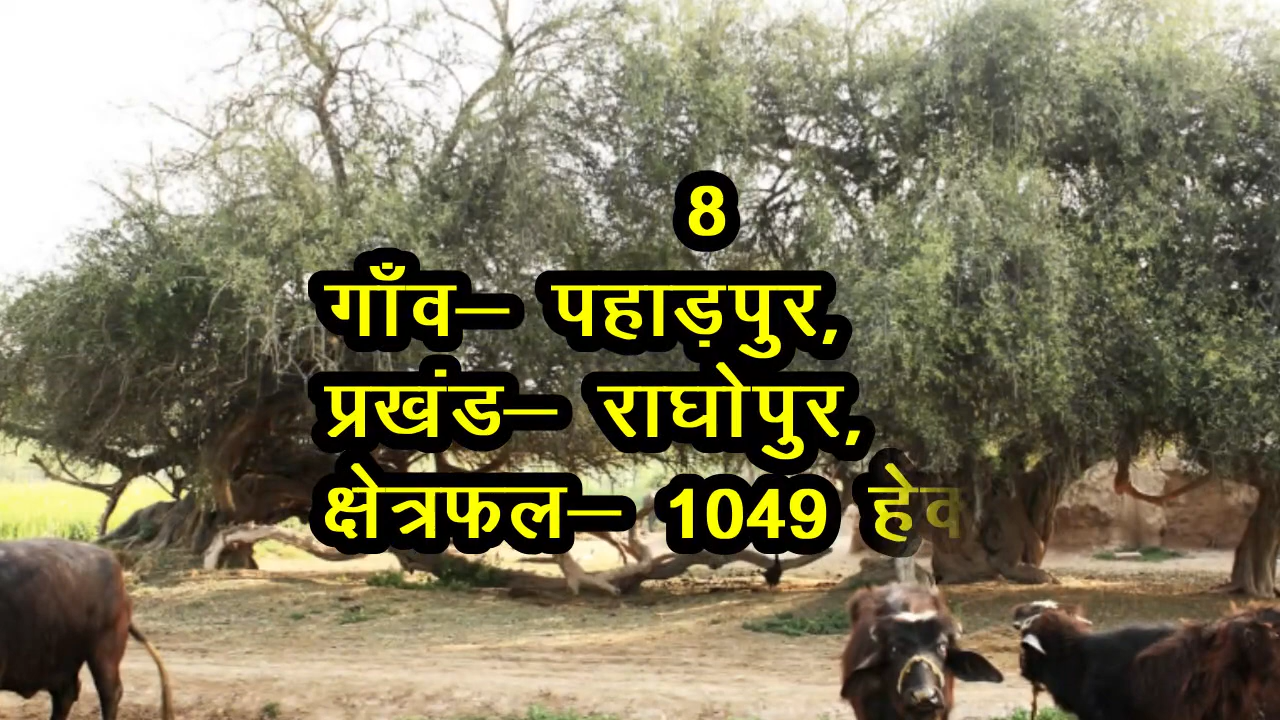 8
गाँव– पहाड़पुर,
प्रखंड– राघोपुर,
क्षेत्रफल– 1049